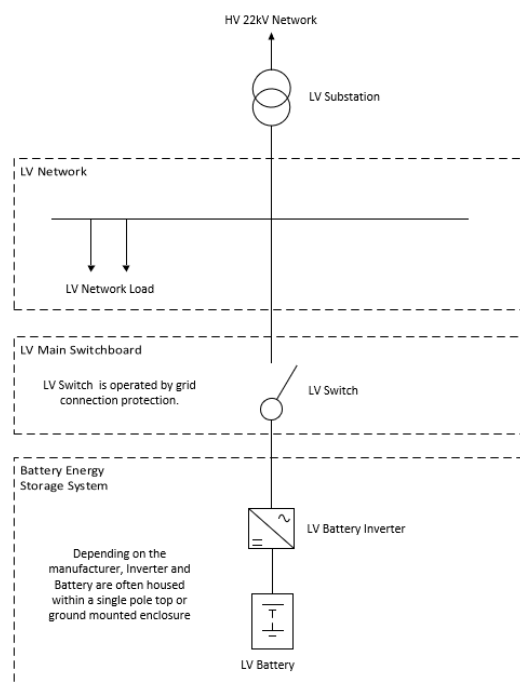 HV 22kV Network
LV Substation
LV Network
LV Network Load
LV Main Switchboard
LV Switch is operated by grid
connection protection.
LV Switch
Battery Energy
Storage System
LV Battery Inverter
Depending on the
manufacturer, Inverter and
Battery are often housed
within a single pole top or
ground mounted enclosure
LV Battery